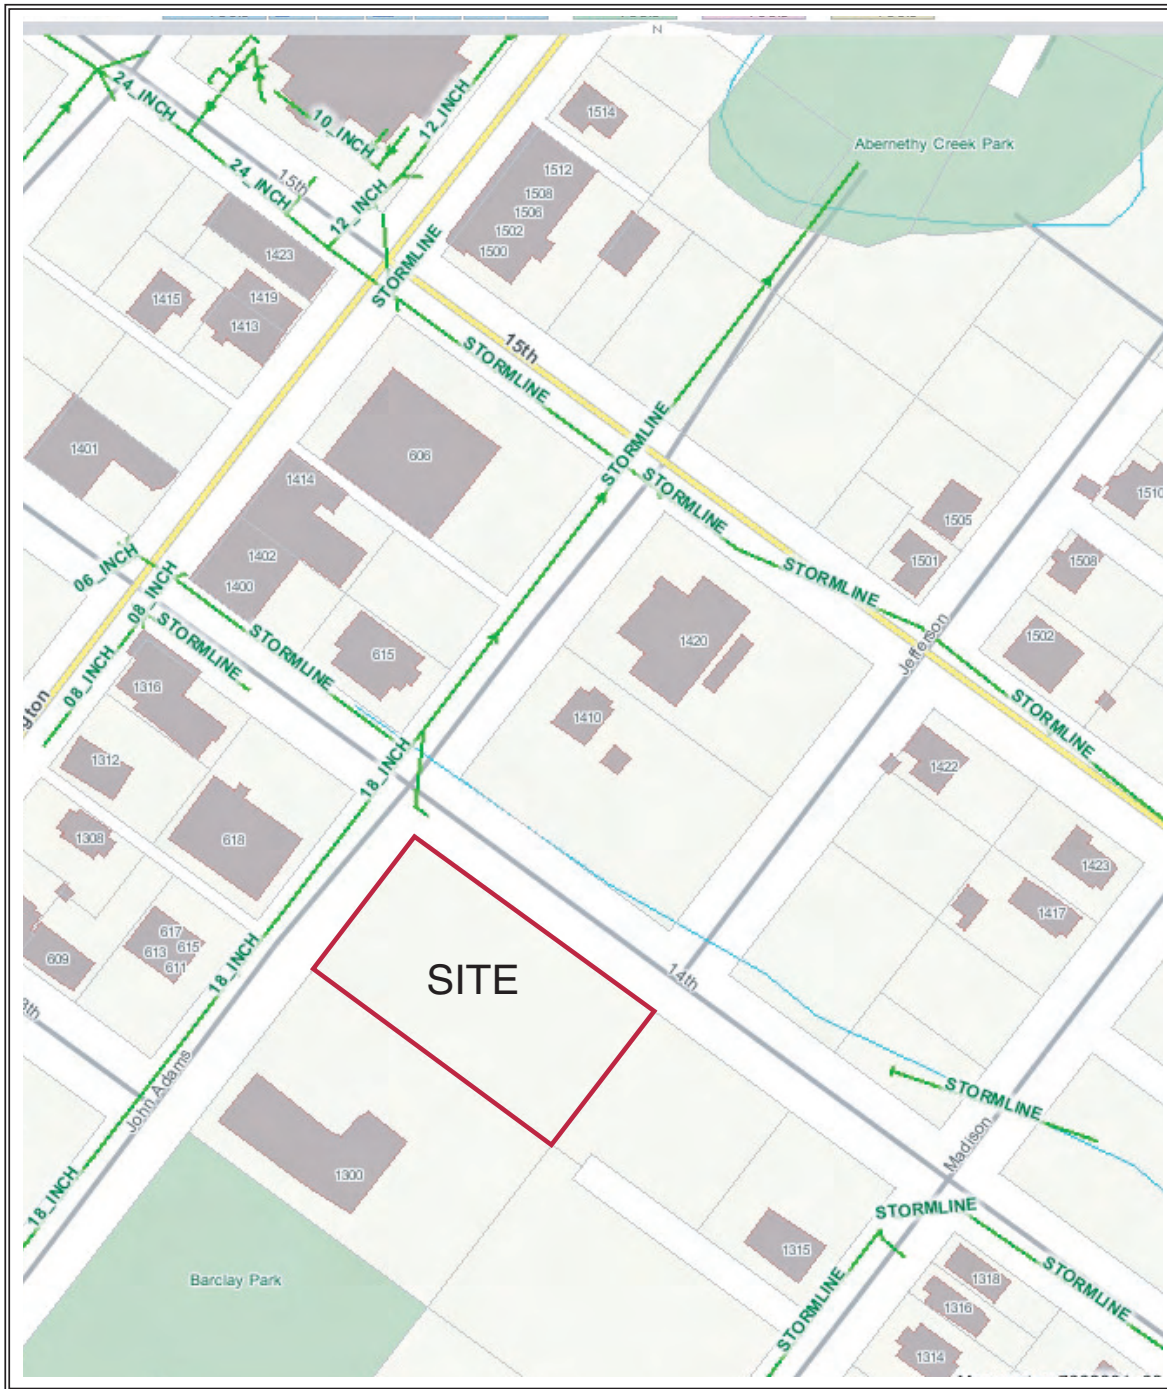 N
24_INCH
10_INCH
12_INCH
1514
Abernethy Creek Park
24_INCH
15th
12_INCH
1512
1508
1506
1502
1500
1423
STORMLINE
1415
1419
1413
STORMLINE
15th
1401
606
STORMLINE
1414
STORMLINE
1510
1505
1402
1400
06_INCH
08_INCH
STORMLINE
1501
1508
STORMLINE
STORMLINE
615
1420
Jefferson
1502
08_INCH
1316
gton
1410
STORMLINE
1312
18_INCH
1422
1308
618
1423
617
613
615
611
1417
609
18_INCH
SITE
14th
John Adams
STORMLINE
Madison
18_INCH
1300
STORMLINE
1315
Barclay Park
STORMLINE
1318
STORMLINE
1316
1314